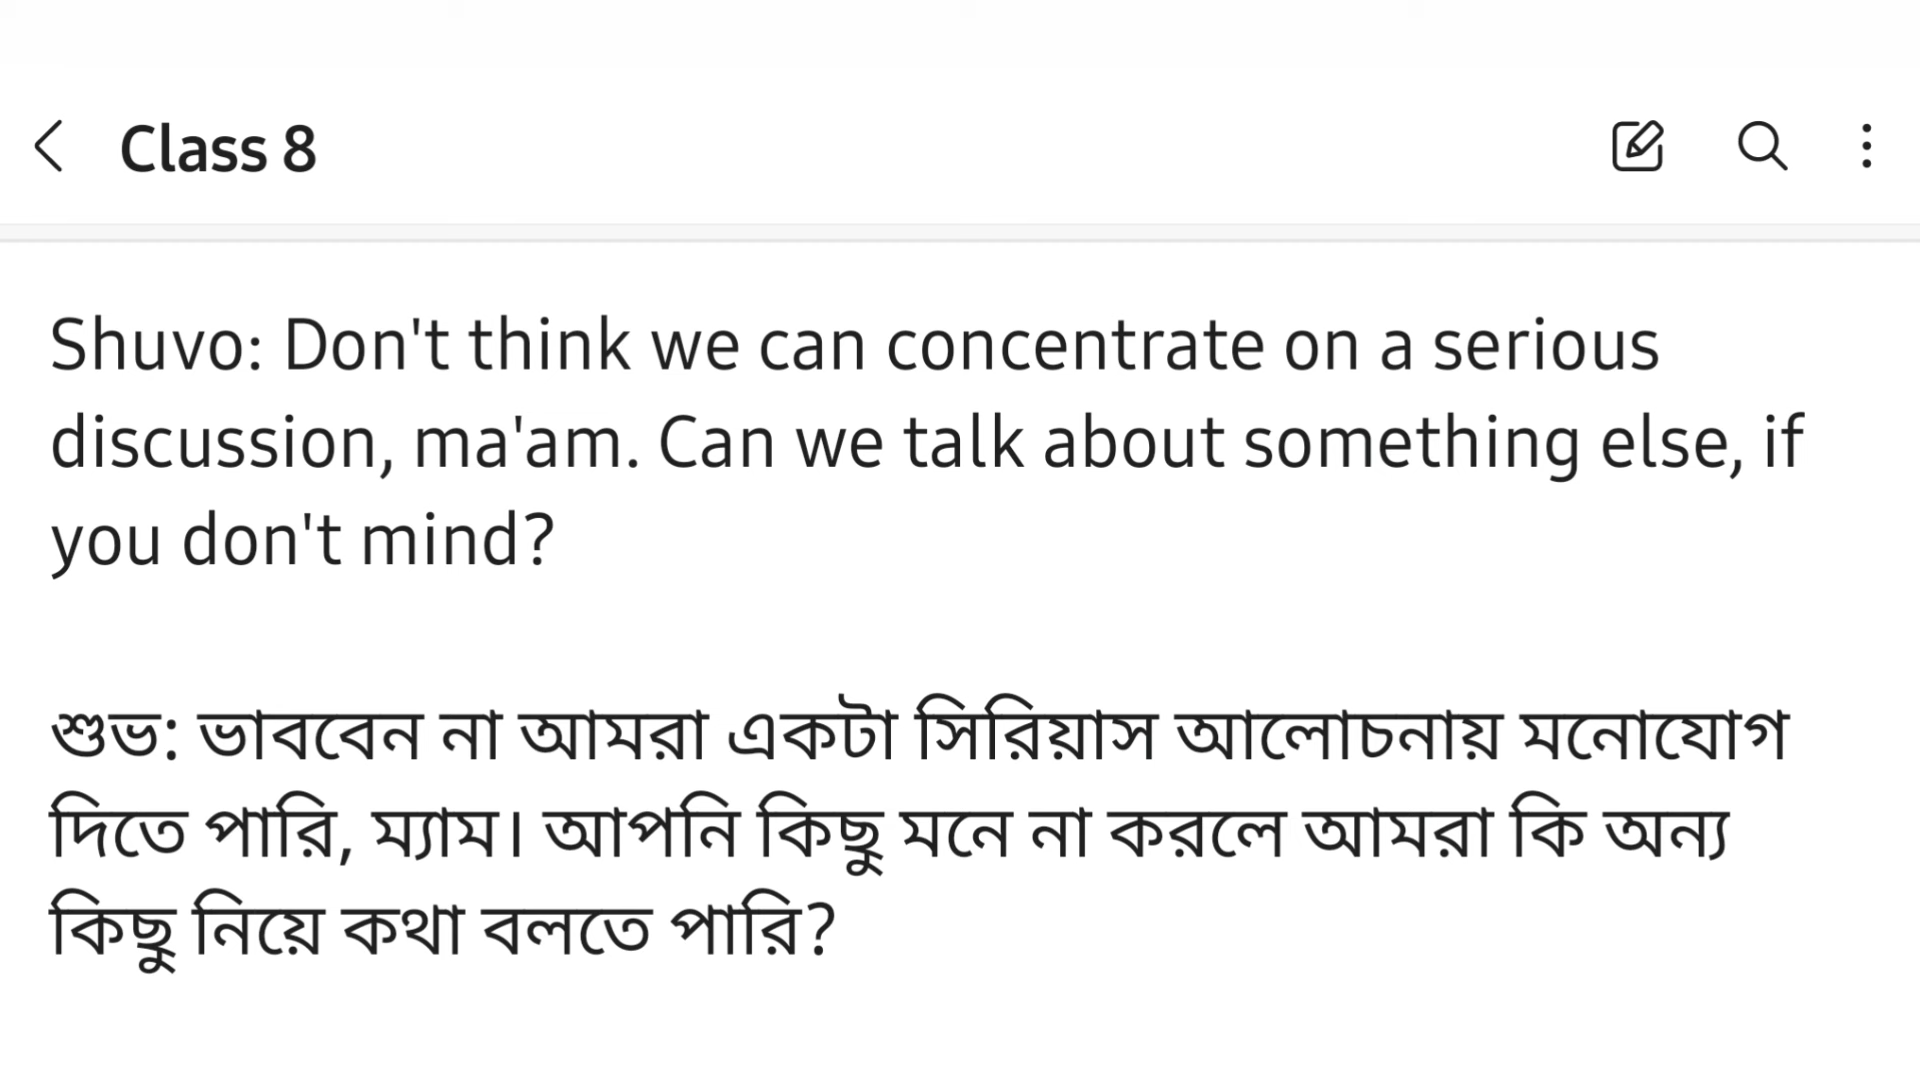 Class 8
Shuvo: Don't think we can concentrate on a serious
discussion, ma'am. Can we talk about something else, if
you don't mind?
শুভ: ভাববেন না আমরা একটা সিরিয়াস আলোচনায় মনোযোগ
দিতে পারি, ম্যাম। আপনি কিছু মনে না করলে আমরা কি অন্য
কিছু নিয়ে কথা বলতে পারি?